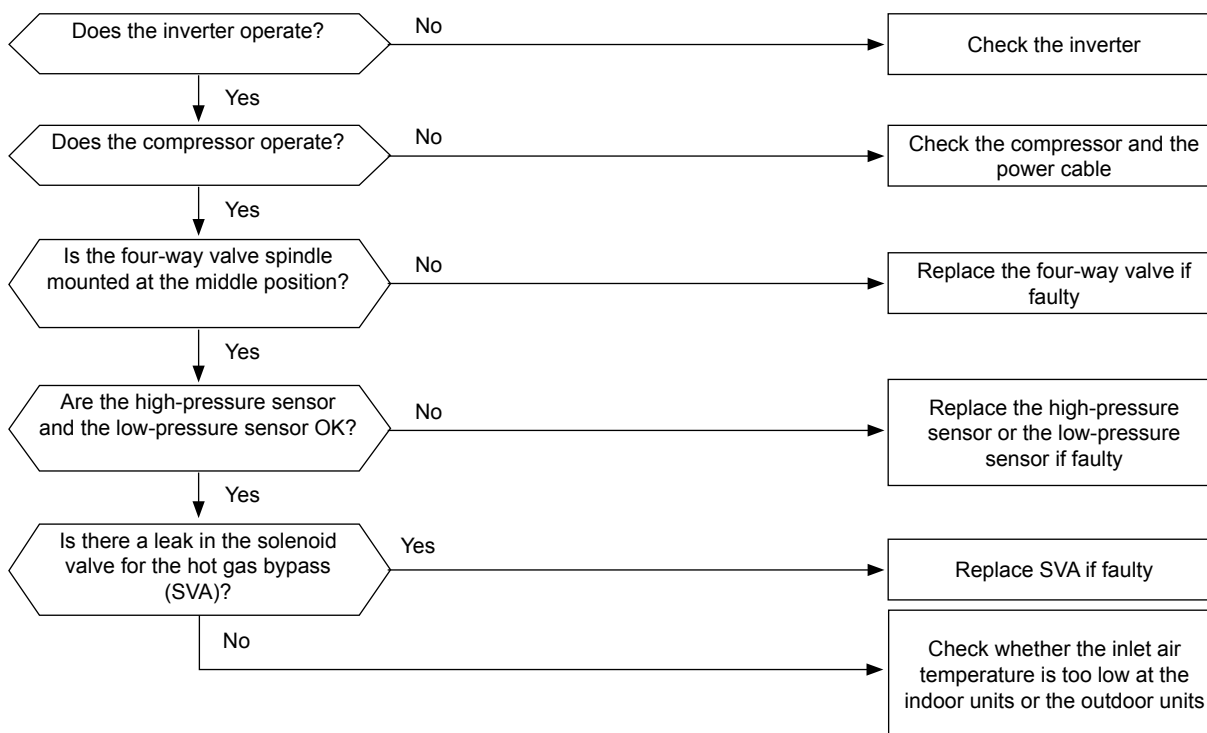 Does the inverter operate?
No
Check the inverter
Yes
Does the compressor operate?
No
Check the compressor and the
power cable
Yes
Is the four-way valve spindle
mounted at the middle position?
No
Replace the four-way valve if
faulty
Yes
Are the high-pressure sensor
and the low-pressure sensor OK?
No
Replace the high-pressure
sensor or the low-pressure
sensor if faulty
Yes
Is there a leak in the solenoid
valve for the hot gas bypass
(SVA)?
Yes
Replace SVA if faulty
No
Check whether the inlet air
temperature is too low at the
indoor units or the outdoor units